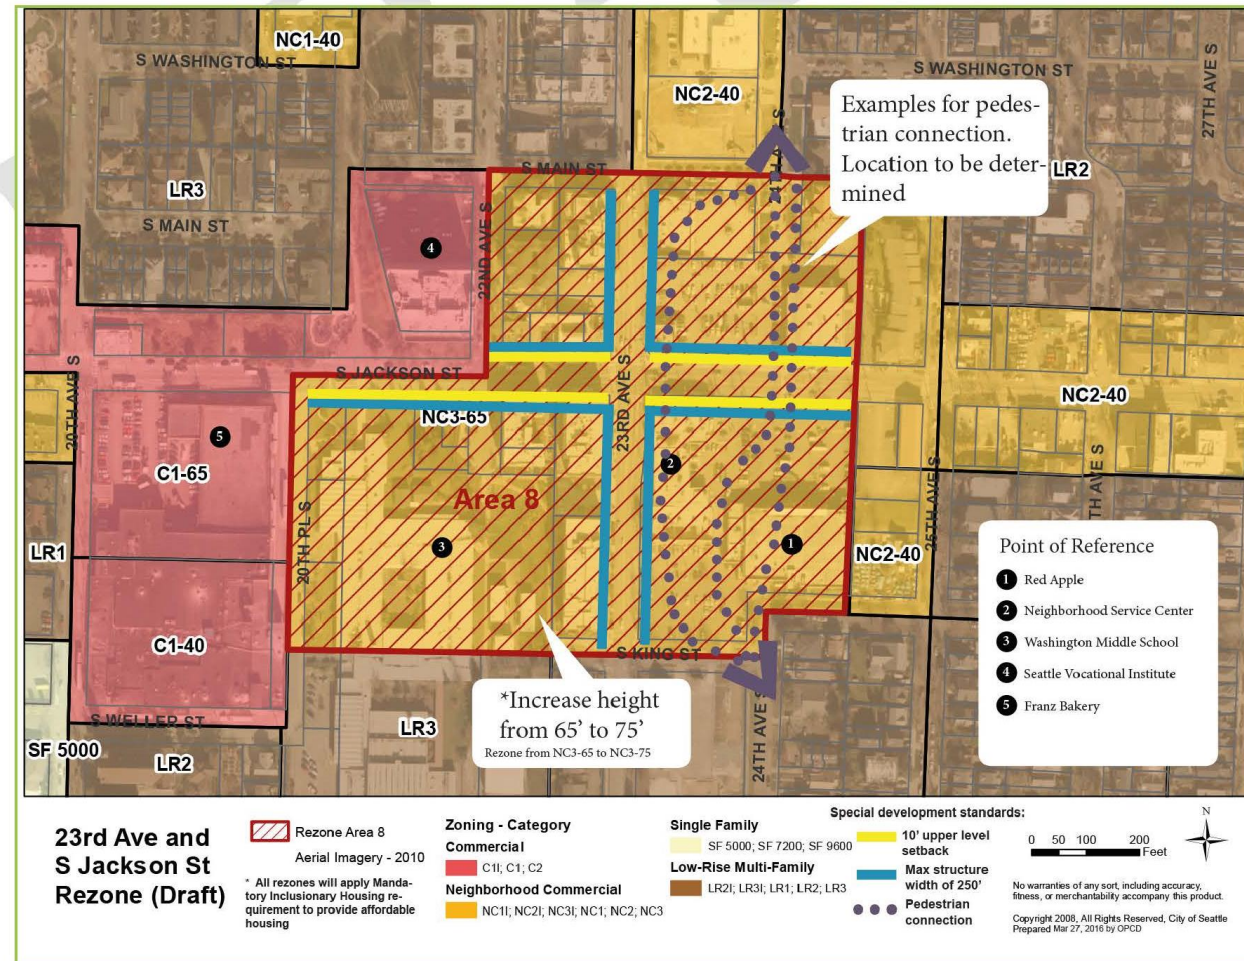 NC1-40
S WASHINGTON ST
S WASHINGTON ST
27TH AVE S
NC2-40
Examples for pedes-
trian connection.
Location to be deter-
mined
S MAIN ST
LR3
LR2
S MAIN ST
22ND AVE S
4
S JACKSON ST
20TH AVE S
23RD AVE S
NC3-65
NC2-40
5
C1-65
2
Area 8
25TH AVE S
TH AVE S
20TH PL S
3
1
LR1
NC2-40
Point of Reference
1 Red Apple
2 Neighborhood Service Center
3 Washington Middle School
4 Seattle Vocational Institute
5 Franz Bakery
C1-40
S KING ST
*Increase height
from 65’ to 75’
Rezone from NC3-65 to NC3-75
S WELLER ST
LR3
24TH AVE S
SF 5000
LR2
23rd Ave and
S Jackson St
Rezone (Draft)
Rezone Area 8
Aerial Imagery - 2010
* All rezones will apply Manda-
tory Inclusionary Housing re-
quirement to provide affordable
housing
Zoning - Category
Commercial
C1I; C1; C2
Neighborhood Commercial
NC1I; NC2I; NC3I; NC1; NC2; NC3
Single Family
SF 5000; SF 7200; SF 9600
Low-Rise Multi-Family
LR2I; LR3I; LR1; LR2; LR3
Special development standards:
10’ upper level
setback
Max structure
width of 250’
Pedestrian
connection
N
0 50 100 200
Feet
No warranties of any sort, including accuracy,
fitness, or merchantability accompany this product.
Copyright 2008, All Rights Reserved, City of Seattle
Prepared Mar 27, 2016 by OPCD